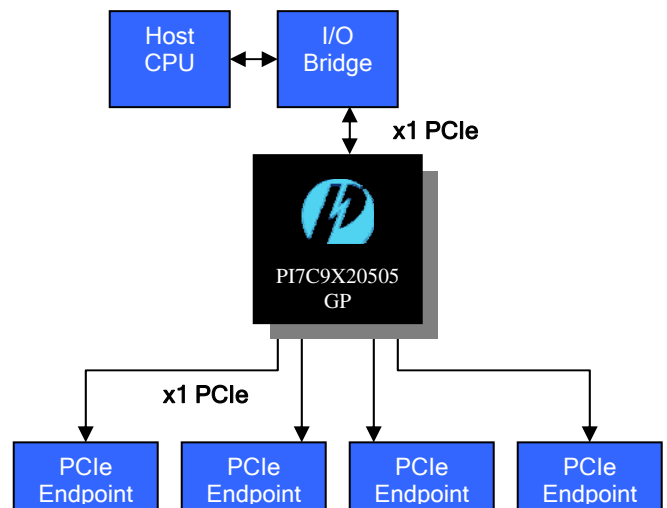 Host
CPU
I/O
Bridge
x1 PCIe
PI7C9X20505
GP
x1 PCIe
PCIe
Endpoint
PCIe
Endpoint
PCIe
Endpoint
PCIe
Endpoint